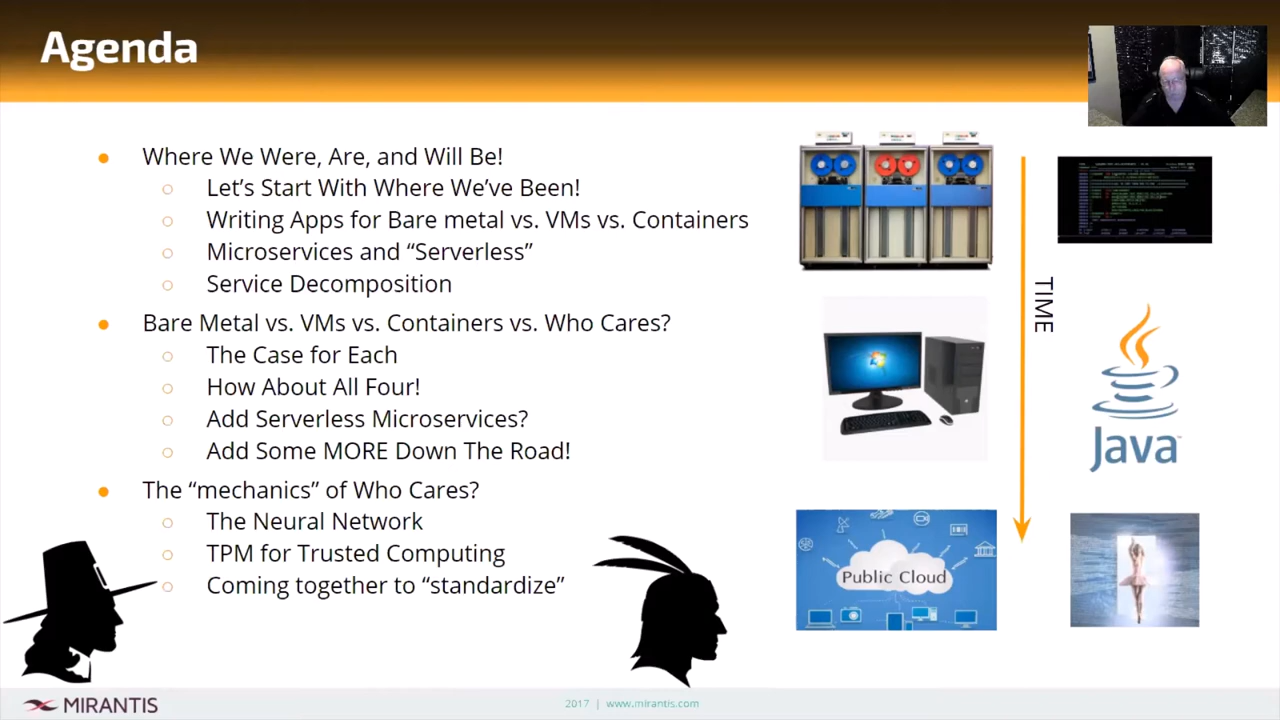 Agenda
Where We Were, Are, and Will Be!
Let’s Start With Where We’ve Been!
Writing Apps for Bare metal vs. VMs vs. Containers
Microservices and “Serverless”
Service Decomposition
Bare Metal vs. VMs vs. Containers vs. Who Cares?
The Case for Each
How About All Four!
Add Serverless Microservices?
Add Some MORE Down The Road!
The “mechanics” of Who Cares?
The Neural Network
TPM for Trusted Computing
Coming together to “standardize”
TIME
Java
Public Cloud
MIRANTIS
2017 | www.mirantis.com